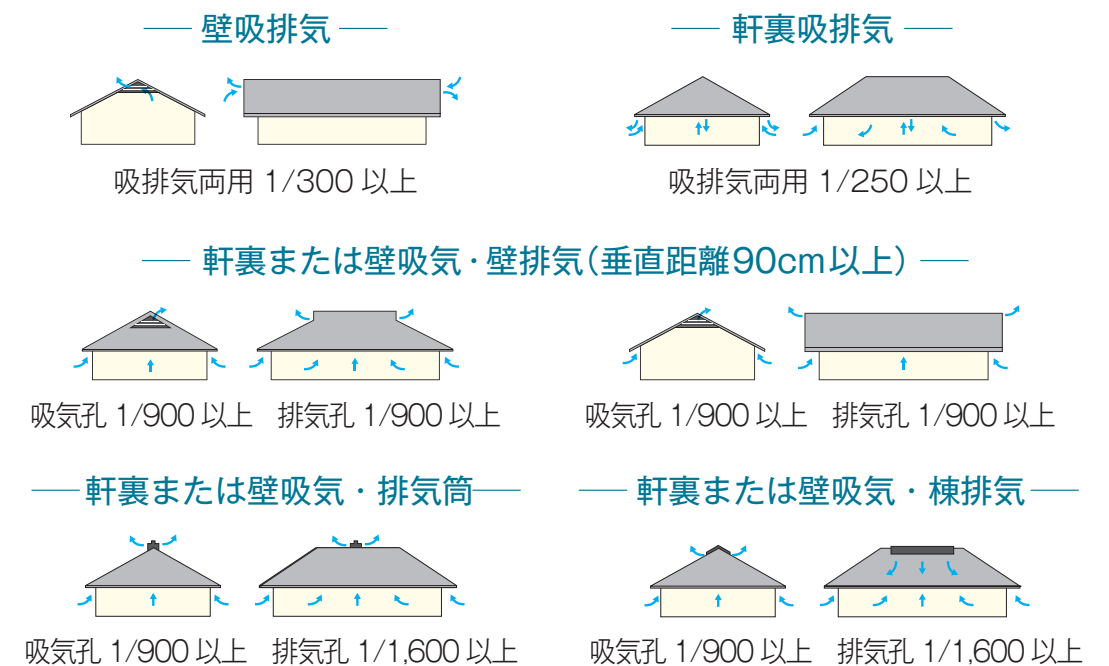 壁吸排気
軒裏吸排気
吸排気両用 1/300 以上
吸排気両用 1/250 以上
軒裏または壁吸気・壁排気（垂直距離90cm以上）
吸気孔 1/900 以上 排気孔 1/900 以上
吸気孔 1/900 以上 排気孔 1/900 以上
軒裏または壁吸気・排気筒
軒裏または壁吸気・棟排気
吸気孔 1/900 以上 排気孔 1/1,600 以上
吸気孔 1/900 以上 排気孔 1/1,600 以上